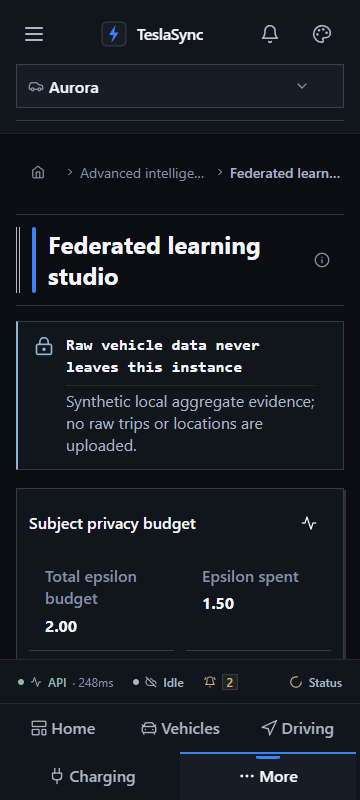 TeslaSync
Aurora
Advanced intellige... Federated learn...
Federated learning
studio
Raw vehicle data never
leaves this instance
Synthetic local aggregate evidence;
no raw trips or locations are
uploaded.
Subject privacy budget
Total epsilon
budget
2.00
Epsilon spent
1.50
API · 248ms Idle 2 Status
Home Vehicles Driving
Charging More